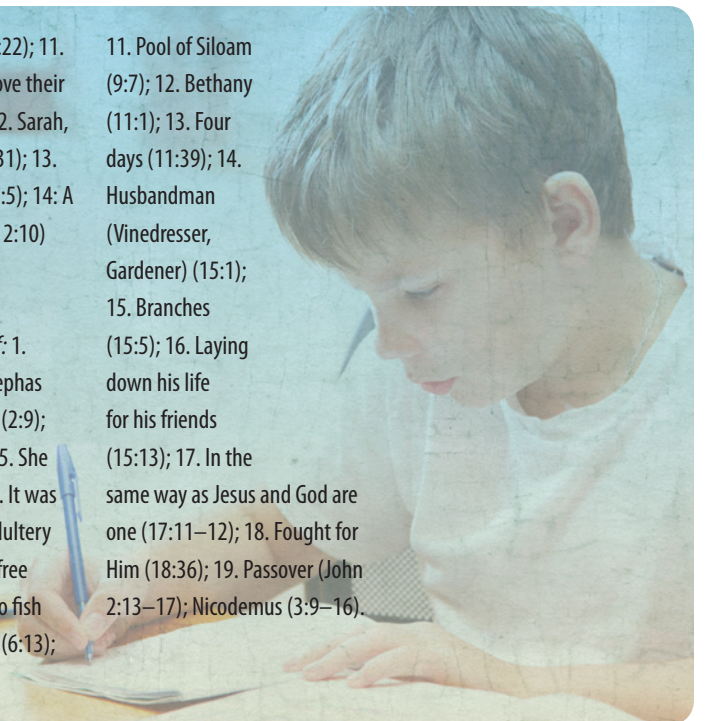 :22); 11.
ove their
2. Sarah,
31); 13.
:5); 14: A
2:10)
: 1.
ephas
(2:9);
5. She
. It was
dultery
free
o fish
(6:13);
11. Pool of Siloam
(9:7); 12. Bethany
(11:1); 13. Four
days (11:39); 14.
Husbandman
(Vinedresser,
Gardener) (15:1);
15. Branches
(15:5); 16. Laying
down his life
for his friends
(15:13); 17. In the
same way as Jesus and God are
one (17:11–12); 18. Fought for
Him (18:36); 19. Passover (John
2:13–17); Nicodemus (3:9–16).